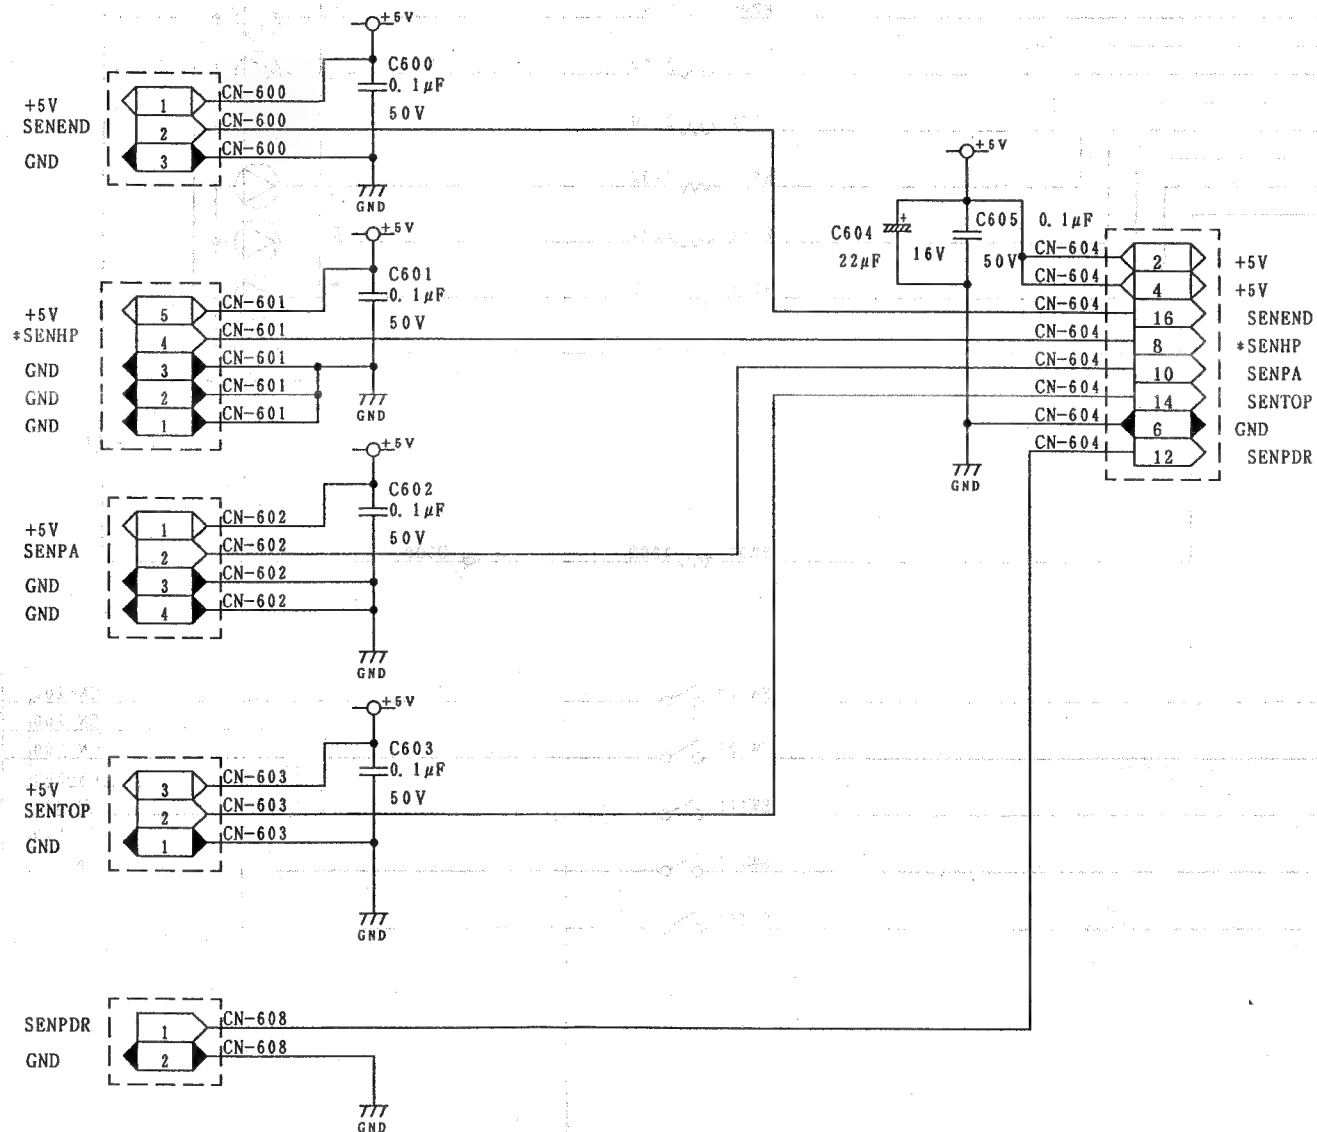 +5V
C600
0.1μF
50V
+5V 1 CN-600
SENEND 2 CN-600
GND 3 CN-600
GND
+5V
C601
0.1μF
50V
+5V 5 CN-601
*SENHP 4 CN-601
GND 3 CN-601
GND 2 CN-601
GND 1 CN-601
GND
+5V
C602
0.1μF
50V
+5V 1 CN-602
SENPA 2 CN-602
GND 3 CN-602
GND 4 CN-602
GND
+5V
C603
0.1μF
50V
+5V 3 CN-603
SENTOP 2 CN-603
GND 1 CN-603
GND
SENPDR 1 CN-608
GND 2 CN-608
GND
+5V
C604
22μF
16V
C605 0.1μF
50V
CN-604 2 +5V
CN-604 4 +5V
CN-604 16 SENEND
CN-604 8 *SENHP
CN-604 10 SENPA
CN-604 14 SENTOP
CN-604 6 GND
CN-604 12 SENPDR
GND